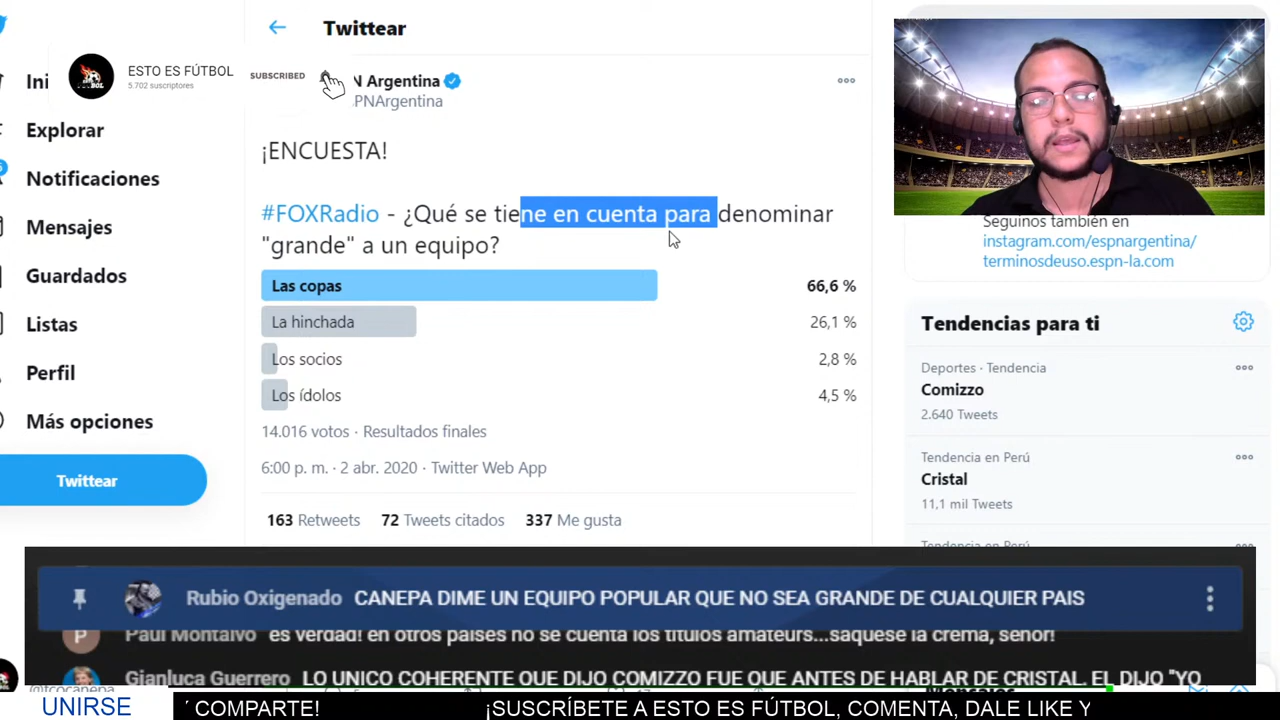 Twittear
ESTO ES FÚTBOL
5.702 suscriptores
SUBSCRIBED
Ini
Explorar
Notificaciones
Mensajes
Guardados
Listas
Perfil
Más opciones
Twittear
N Argentina
PNArgentina
¡ENCUESTA!
#FOXRadio - ¿Qué se tiene en cuenta para denominar
"grande" a un equipo?
Las copas 66,6 %
La hinchada 26,1 %
Los socios 2,8 %
Los ídolos 4,5 %
14.016 votos · Resultados finales
6:00 p. m. · 2 abr. 2020 · Twitter Web App
163 Retweets 72 Tweets citados 337 Me gusta
Seguinos también en
instagram.com/espnargentina/
terminosdeuso.espn-la.com
Tendencias para ti
Deportes · Tendencia
Comizzo
2.640 Tweets
Tendencia en Perú
Cristal
11,1 mil Tweets
Tendencia en Perú
Rubio Oxigenado CANEPA DIME UN EQUIPO POPULAR QUE NO SEA GRANDE DE CUALQUIER PAIS
Paul Montalvo es verdad! en otros países no se cuenta los titulos amateurs...saquese la crema, señor!
Gianluca Guerrero LO UNICO COHERENTE QUE DIJO COMIZZO FUE QUE ANTES DE HABLAR DE CRISTAL. EL DIJO "YO
UNIRSE
Y COMPARTE! ¡SUSCRÍBETE A ESTO ES FÚTBOL, COMENTA, DALE LIKE Y